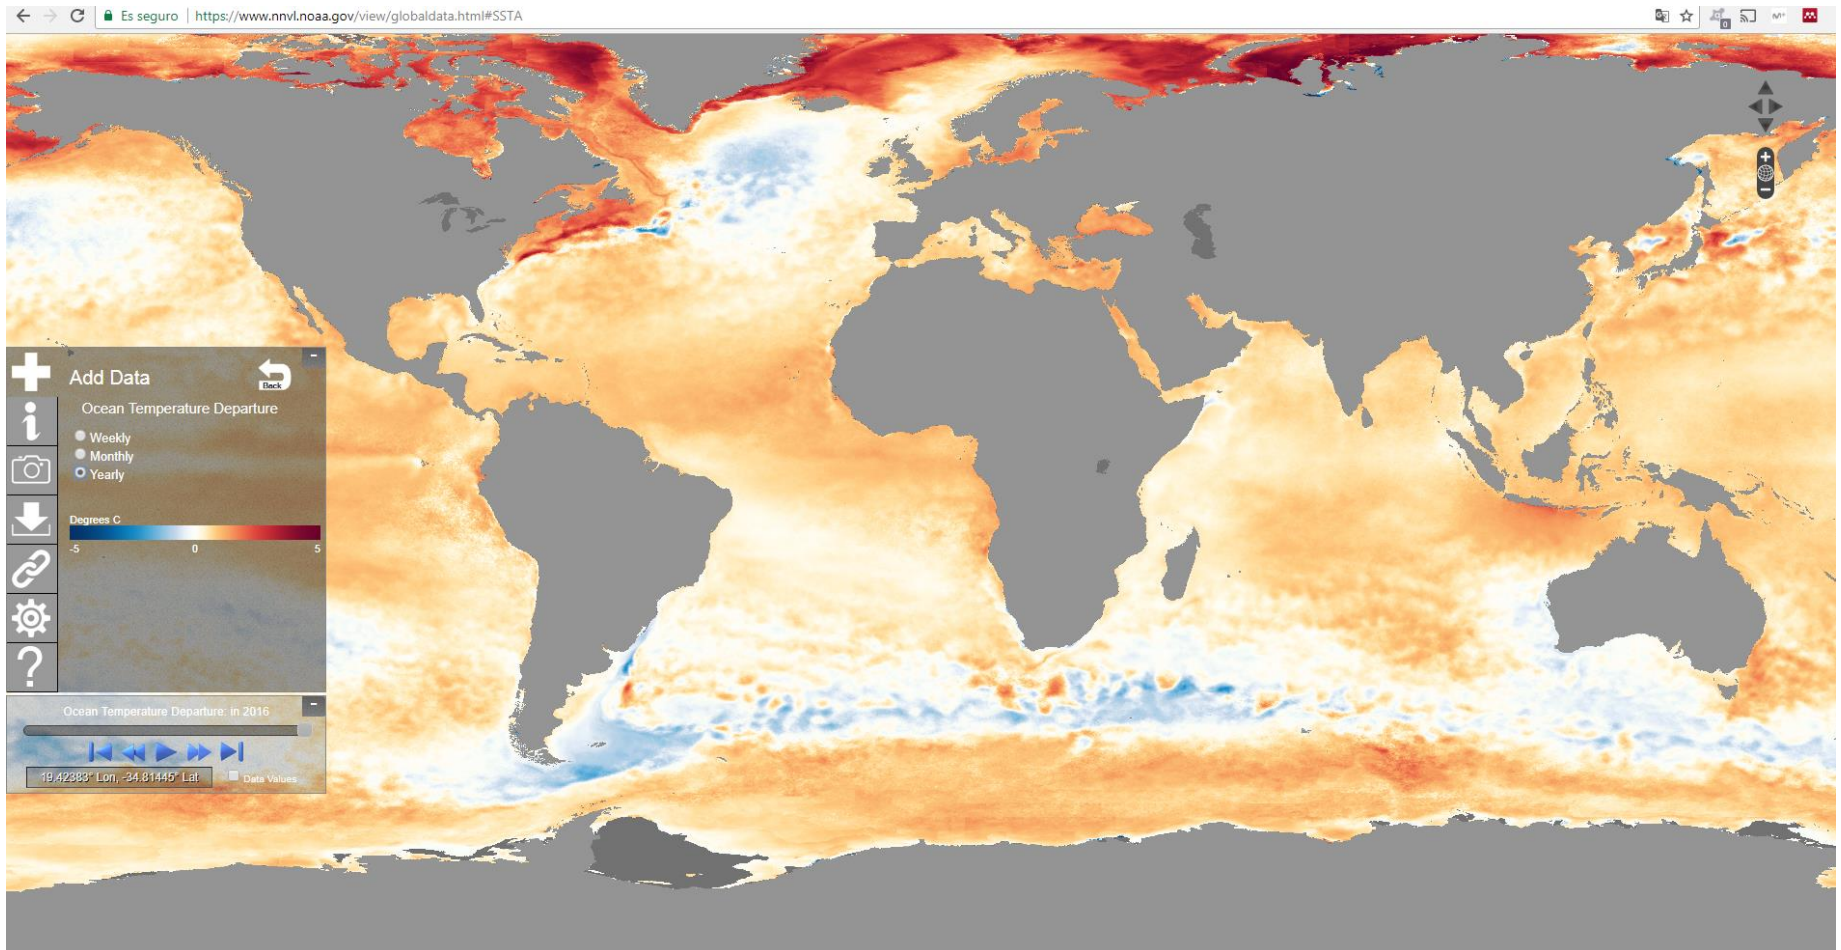 Es seguro | https://www.nnvl.noaa.gov/view/globaldata.html#SSTA
0
Add Data
Back
Ocean Temperature Departure
Weekly
Monthly
Yearly
Degrees C
-5 0 5
Ocean Temperature Departure: in 2016
19.42383° Lon, -34.81445° Lat
Data Values